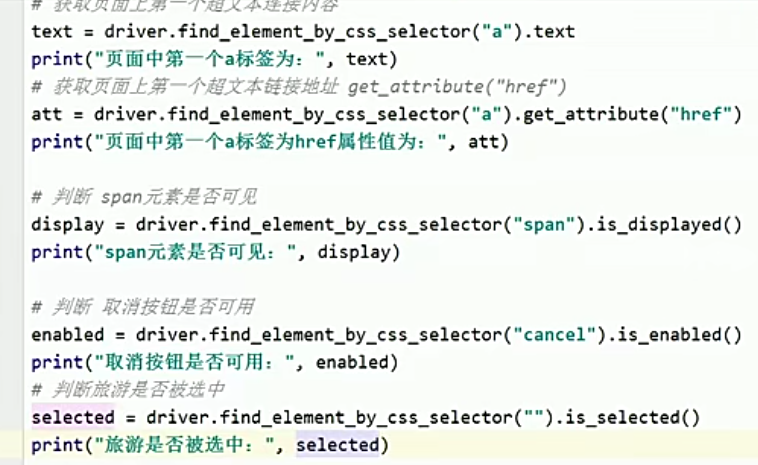 # 获取页面上第一个超文本连接内容
text = driver.find_element_by_css_selector("a").text
print("页面中第一个a标签为：", text)
# 获取页面上第一个超文本链接地址 get_attribute("href")
att = driver.find_element_by_css_selector("a").get_attribute("href")
print("页面中第一个a标签为href属性值为：", att)
# 判断 span元素是否可见
display = driver.find_element_by_css_selector("span").is_displayed()
print("span元素是否可见：", display)
# 判断 取消按钮是否可用
enabled = driver.find_element_by_css_selector("cancel").is_enabled()
print("取消按钮是否可用：", enabled)
# 判断旅游是否被选中
selected = driver.find_element_by_css_selector("").is_selected()
print("旅游是否被选中：", selected)